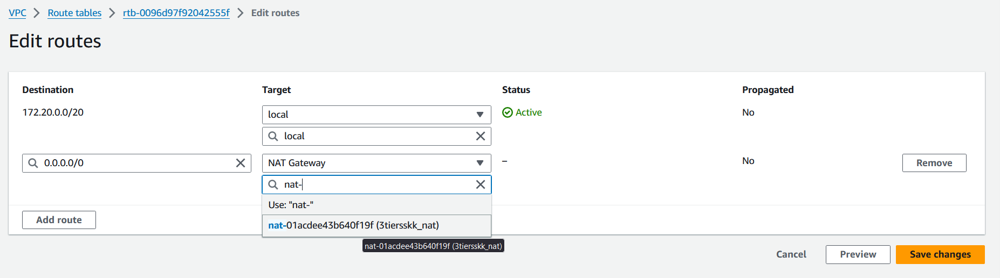 VPC > Route tables > rtb-0096d97f92042555f > Edit routes
Edit routes
Destination Target Status Propagated
172.20.0.0/20 local Active No
local
0.0.0.0/0 NAT Gateway – No Remove
nat-
Use: "nat-"
Add route
nat-01acdee43b640f19f (3tiersskk_nat)
nat-01acdee43b640f19f (3tiersskk_nat)
Cancel Preview Save changes